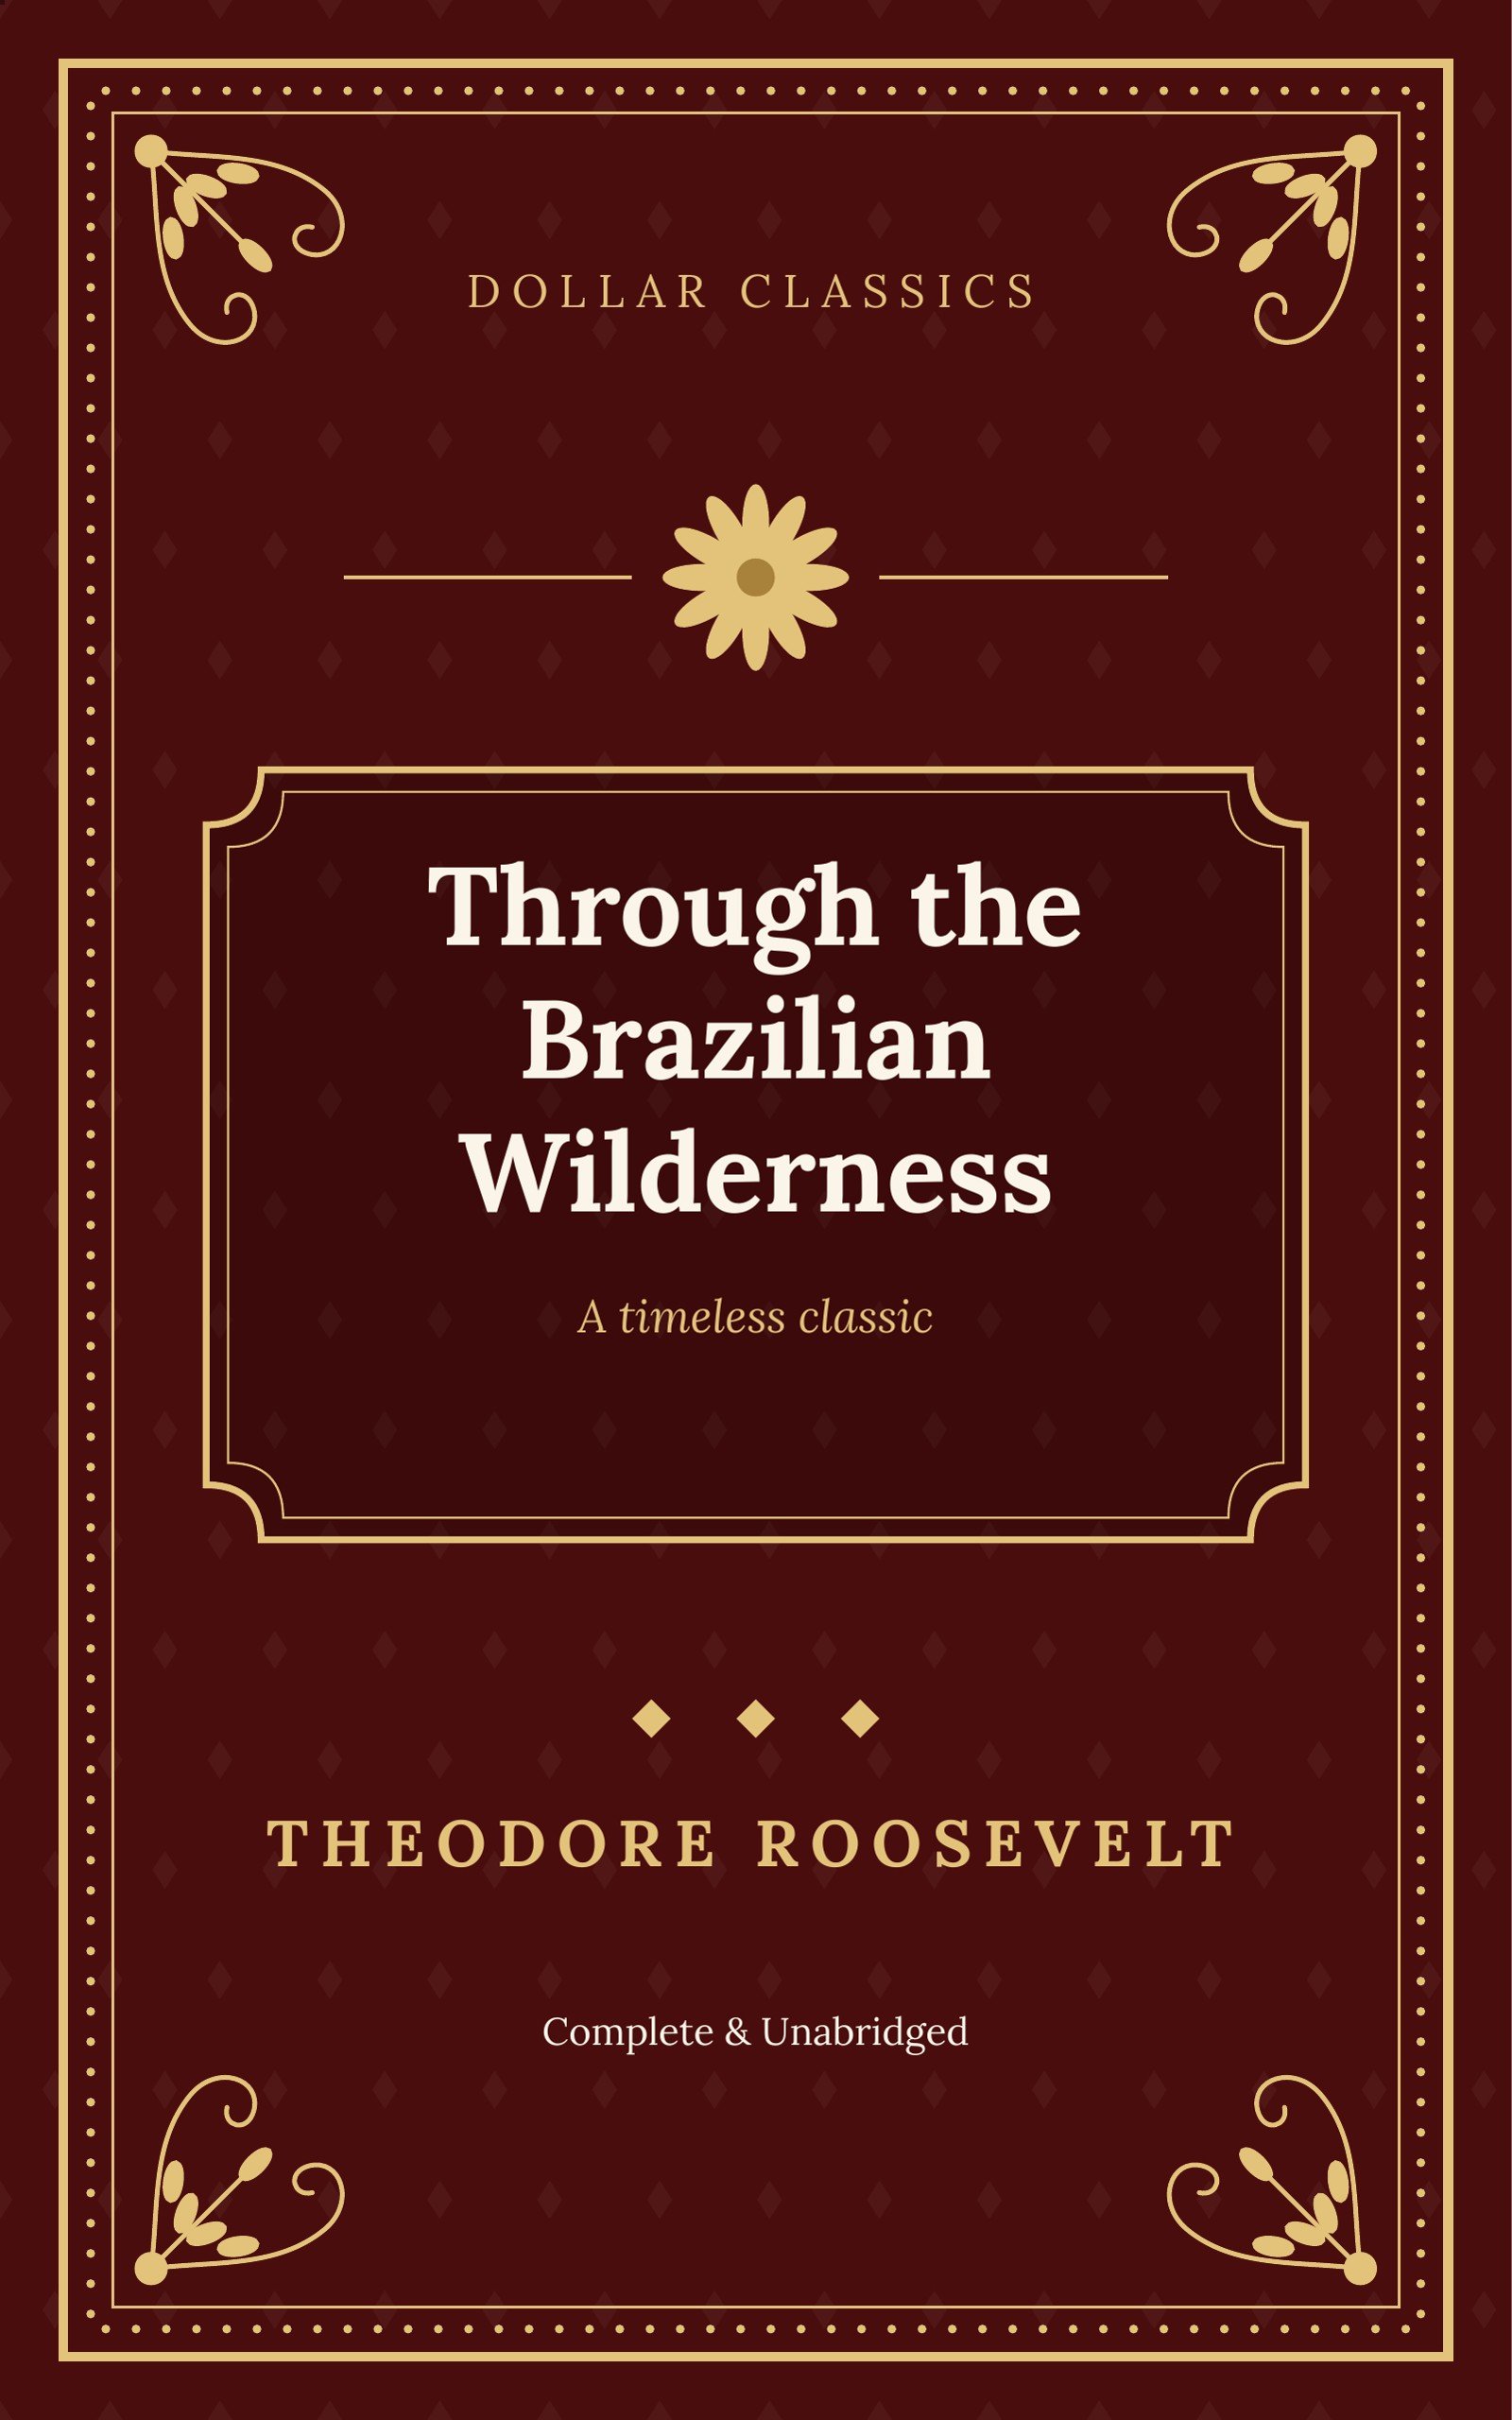 DOLLAR CLASSICS
Through the
Brazilian
Wilderness
A timeless classic
THEODORE ROOSEVELT
Complete & Unabridged